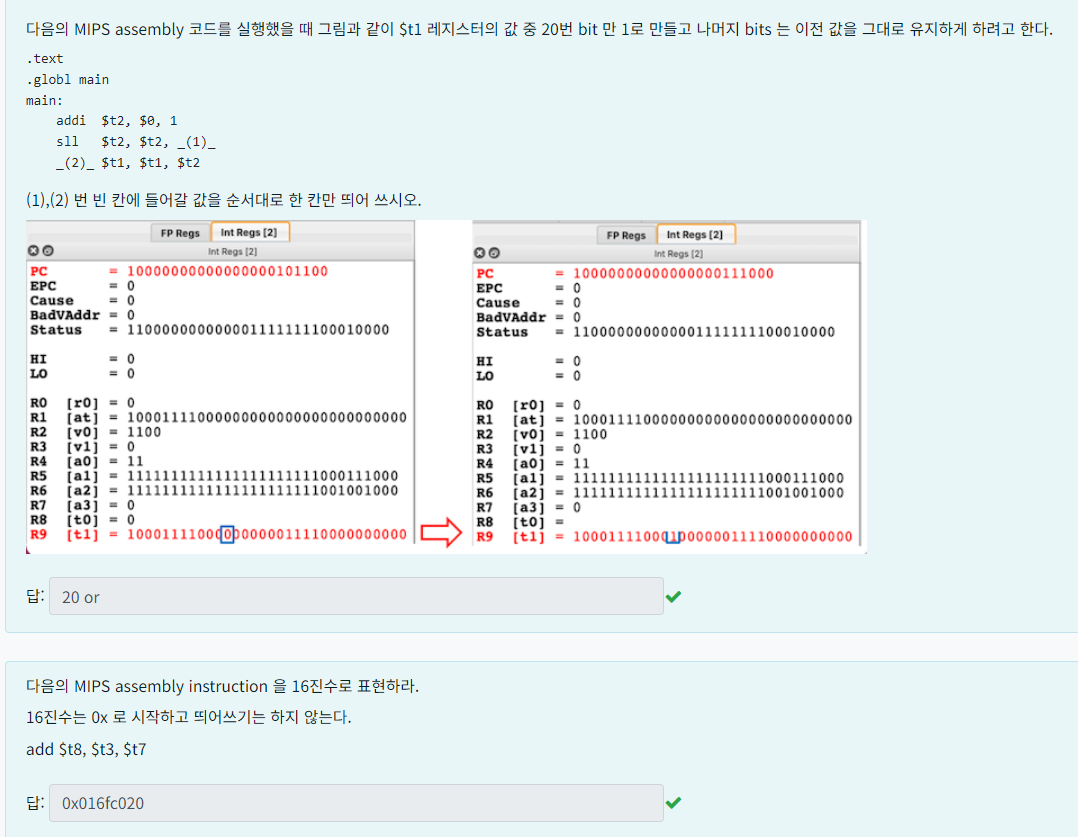 다음의 MIPS assembly 코드를 실행했을 때 그림과 같이 $t1 레지스터의 값 중 20번 bit 만 1로 만들고 나머지 bits 는 이전 값을 그대로 유지하게 하려고 한다.
.text
.globl main
main:
addi $t2, $0, 1
sll $t2, $t2, _(1)_
_(2)_ $t1, $t1, $t2
(1),(2) 번 빈 칸에 들어갈 값을 순서대로 한 칸만 띄어 쓰시오.
FP Regs Int Regs [2]
Int Regs [2]
PC = 10000000000000000101100
EPC = 0
Cause = 0
BadVAddr = 0
Status = 110000000000001111111100010000
HI = 0
LO = 0
R0 [r0] = 0
R1 [at] = 10001111000000000000000000000000
R2 [v0] = 1100
R3 [v1] = 0
R4 [a0] = 11
R5 [a1] = 1111111111111111111111000111000
R6 [a2] = 1111111111111111111111001001000
R7 [a3] = 0
R8 [t0] = 0
R9 [t1] = 10001111000000000011110000000000
FP Regs Int Regs [2]
Int Regs [2]
PC = 10000000000000000111000
EPC = 0
Cause = 0
BadVAddr = 0
Status = 110000000000001111111100010000
HI = 0
LO = 0
R0 [r0] = 0
R1 [at] = 10001111000000000000000000000000
R2 [v0] = 1100
R3 [v1] = 0
R4 [a0] = 11
R5 [a1] = 1111111111111111111111000111000
R6 [a2] = 1111111111111111111111001001000
R7 [a3] = 0
R8 [t0] =
R9 [t1] = 10001111000100000011110000000000
답: 20 or
다음의 MIPS assembly instruction 을 16진수로 표현하라.
16진수는 0x 로 시작하고 띄어쓰기는 하지 않는다.
add $t8, $t3, $t7
답: 0x016fc020